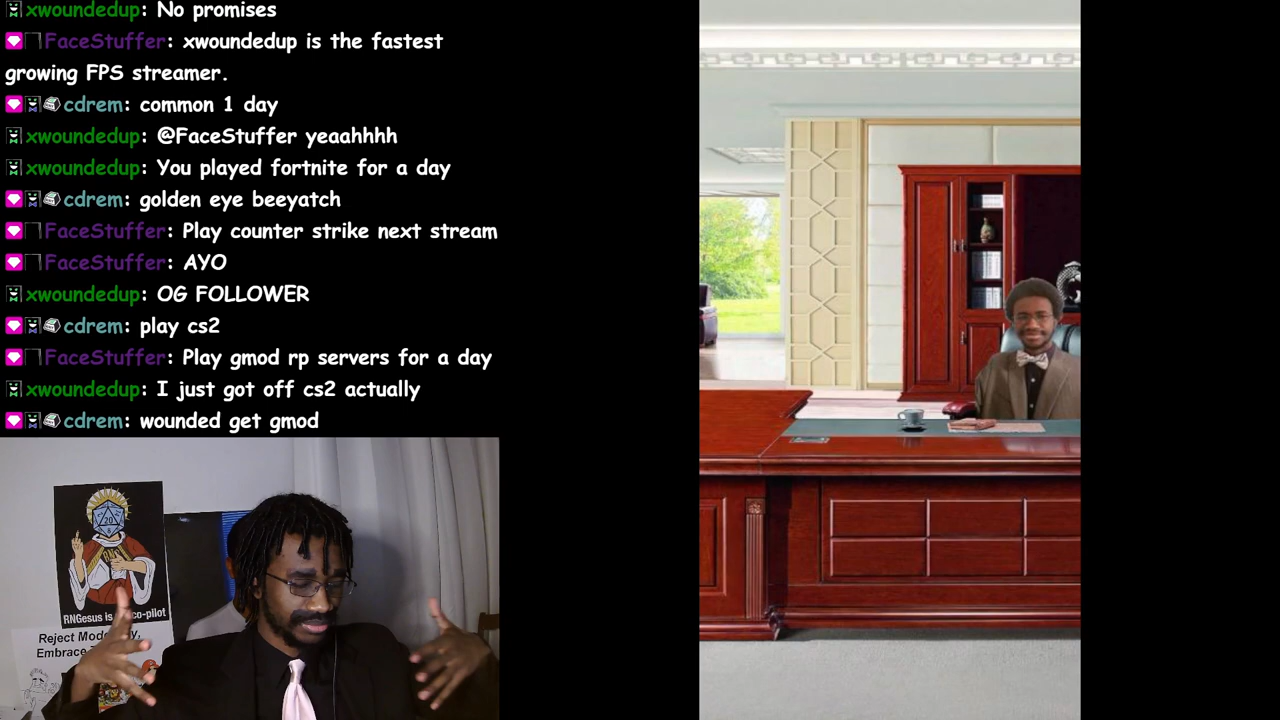 xwoundedup: No promises
FaceStuffer: xwoundedup is the fastest
growing FPS streamer.
cdrem: common 1 day
xwoundedup: @FaceStuffer yeaahhhh
xwoundedup: You played fortnite for a day
cdrem: golden eye beeyatch
FaceStuffer: Play counter strike next stream
FaceStuffer: AYO
xwoundedup: OG FOLLOWER
cdrem: play cs2
FaceStuffer: Play gmod rp servers for a day
xwoundedup: I just got off cs2 actually
cdrem: wounded get gmod
20
RNGesus is co-pilot
Reject
Embrace